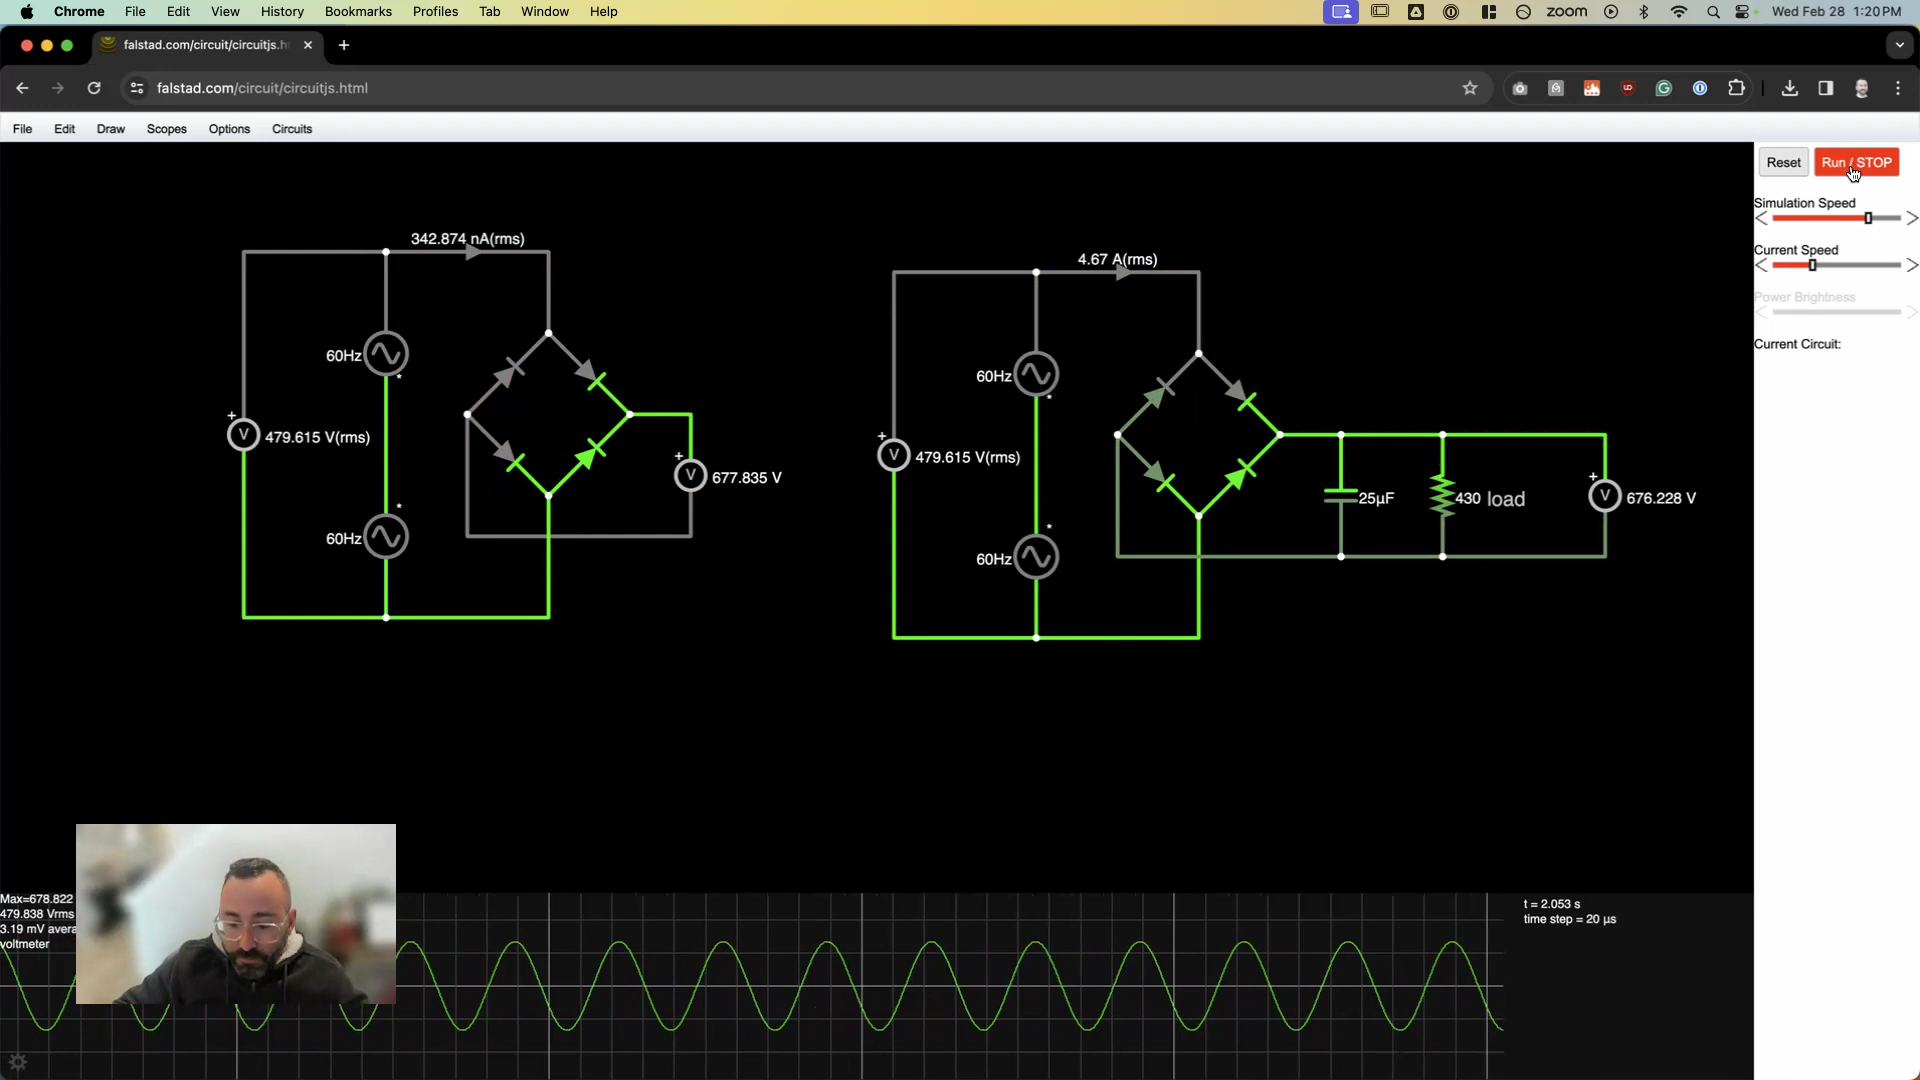 Chrome File Edit View History Bookmarks Profiles Tab Window Help zoom Wed Feb 28 1:20 PM
falstad.com/circuit/circuitjs.h
falstad.com/circuit/circuitjs.html
File Edit Draw Scopes Options Circuits
Reset Run / STOP
Simulation Speed
Current Speed
Power Brightness
Current Circuit:
342.874 nA(rms)
60Hz
+
V 479.615 V(rms)
+
V 677.835 V
60Hz
4.67 A(rms)
60Hz
+
V 479.615 V(rms)
25µF
430 load
+
V 676.228 V
60Hz
Max=678.822
479.838 Vrms
3.19 mV avera
voltmeter
t = 2.053 s
time step = 20 µs